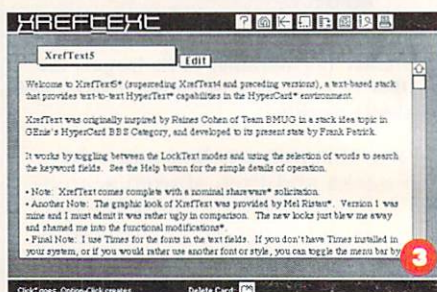 XREFTEXT
XrefText5
Edit
Welcome to XrefText5* (superceding XrefText4 and preceding versions), a text-based stack
that provides text-to-text HyperText* capabilities in the HyperCard* environment.
XrefText was originally inspired by Raines Cohen of Team BMUG in a stack idea topic in
GEnie's HyperCard BBS Category, and developed to its present state by Frank Patrick.
It works by toggling between the LockText modes and using the selection of words to search
the keyword fields. See the Help button for the simple details of operation.
• Note: XrefText comes complete with a nominal shareware* solicitation.
• Another Note: The graphic look of XrefText was provided by Mel Ristau*. Version 1 was
mine and I must admit it was rather ugly in comparison. The new looks just blew me away
and shamed me into the functional modifications*.
• Final Note: I use Times for the fonts in the text fields. If you don't have Times installed in
your system, or if you would rather use another font or style, you can toggle the menu bar by
3
Click* goes, Option-Click creates
Delete Card: